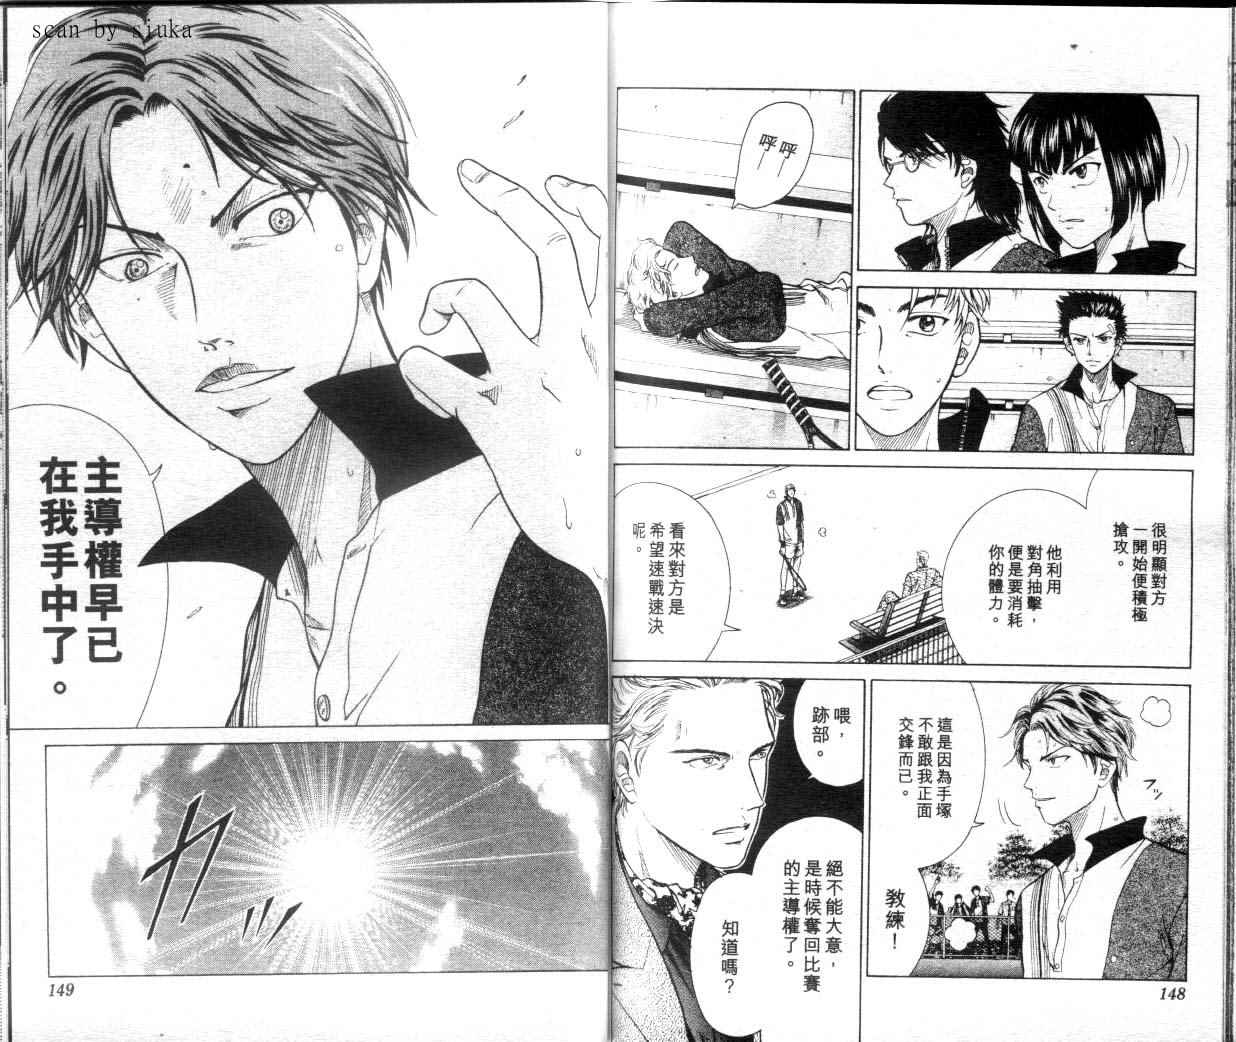 scan by siuka
呼
呼
很明顯對方
一開始便積極
搶攻。
他利用
對角抽擊，
便是要消耗
你的體力。
看來對方是
希望速戰速決
呢。
這是因為手塚
不敢跟我正面
交鋒而已。
フッ
教練！
喂，
跡部。
絕不能大意，
是時候奪回比賽
的主導權了。
知道嗎？
148
主導權早已
在我手中了。
カッ
149